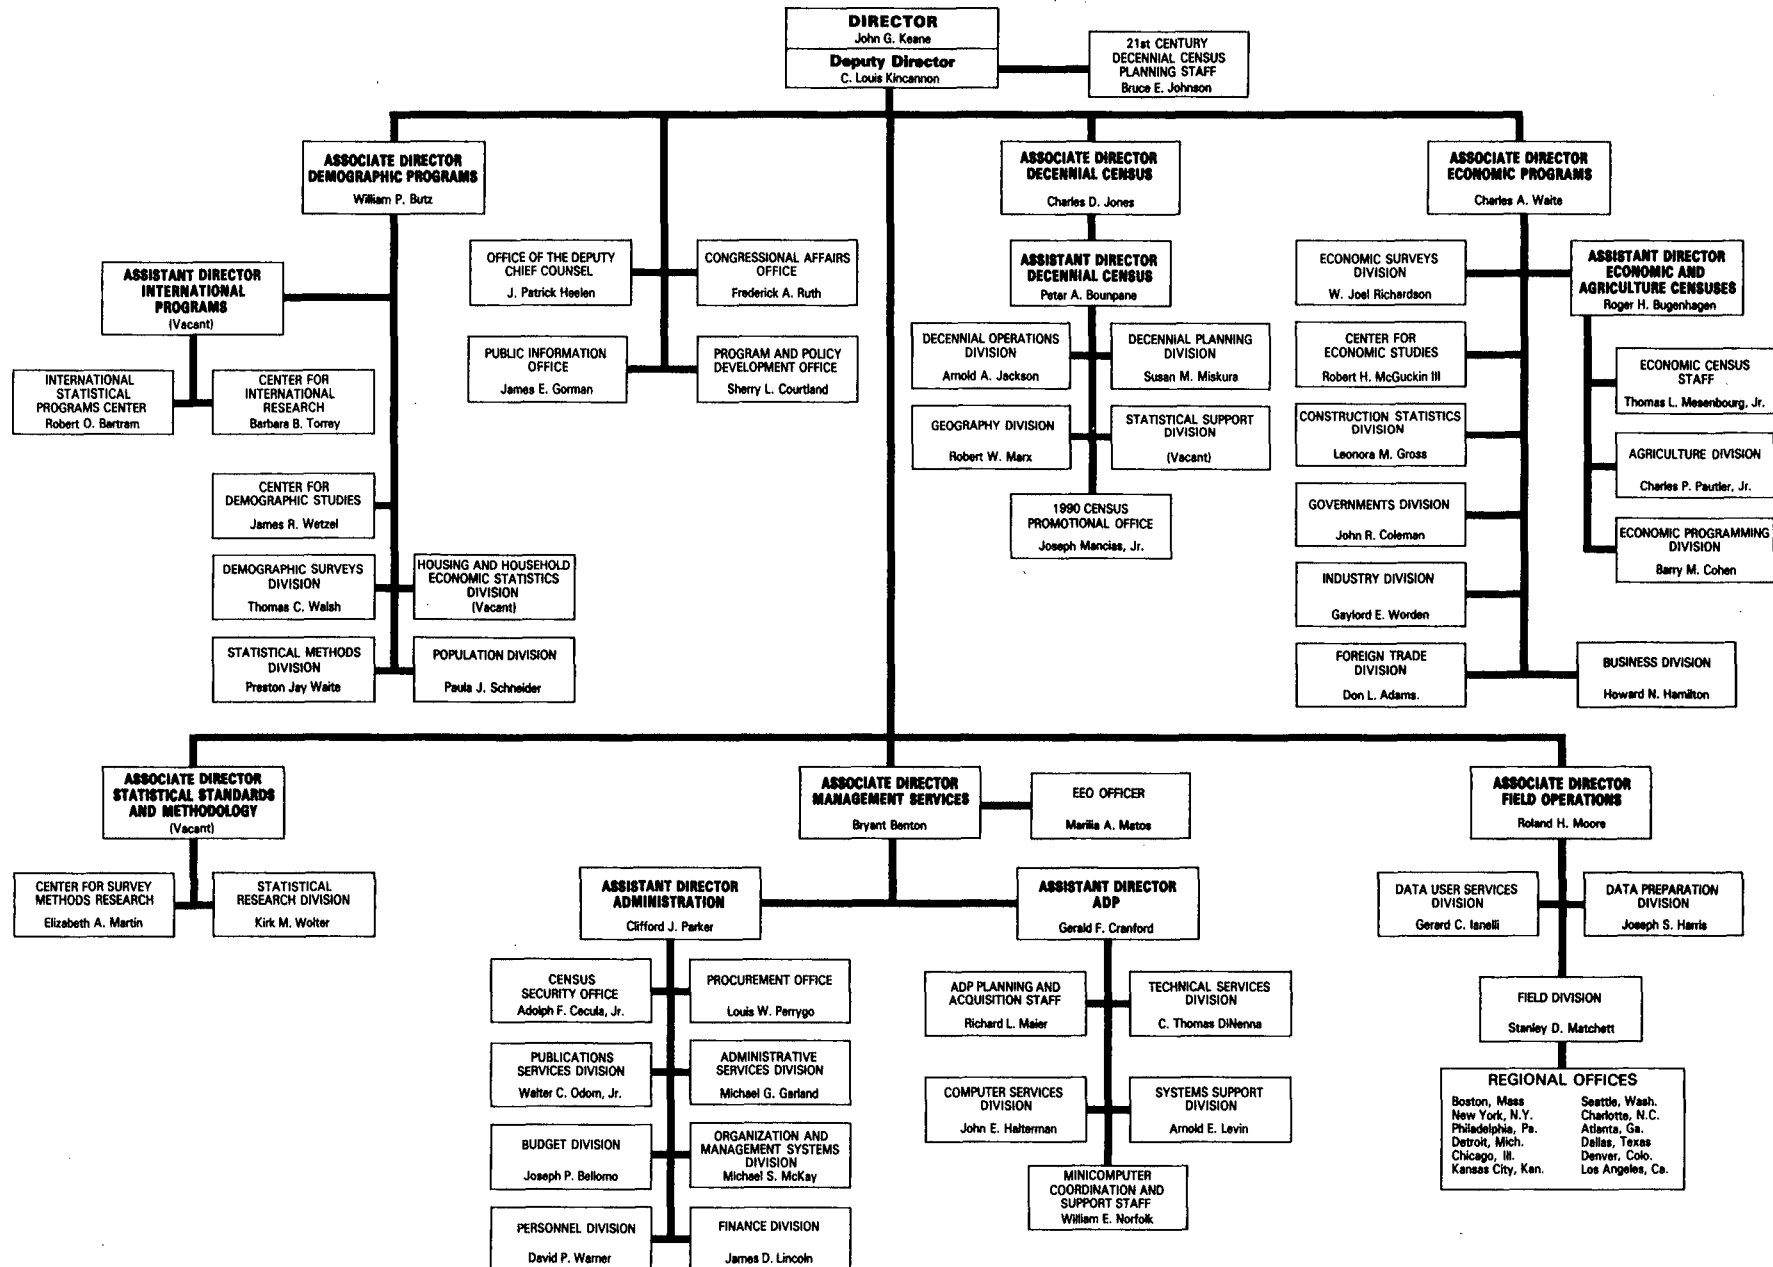 DIRECTOR
John G. Keane
Deputy Director
C. Louis Kincannon
21st CENTURY
DECENNIAL CENSUS
PLANNING STAFF
Bruce E. Johnson
ASSOCIATE DIRECTOR
DEMOGRAPHIC PROGRAMS
William P. Butz
ASSOCIATE DIRECTOR
DECENNIAL CENSUS
Charles D. Jones
ASSOCIATE DIRECTOR
ECONOMIC PROGRAMS
Charles A. Waite
ASSISTANT DIRECTOR
INTERNATIONAL
PROGRAMS
(Vacant)
INTERNATIONAL
STATISTICAL
PROGRAMS CENTER
Robert O. Bartram
CENTER FOR
INTERNATIONAL
RESEARCH
Barbara B. Torrey
CENTER FOR
DEMOGRAPHIC STUDIES
James R. Wetzel
DEMOGRAPHIC SURVEYS
DIVISION
Thomas C. Walsh
HOUSING AND HOUSEHOLD
ECONOMIC STATISTICS
DIVISION
(Vacant)
STATISTICAL METHODS
DIVISION
Preston Jay Waite
POPULATION DIVISION
Paula J. Schneider
OFFICE OF THE DEPUTY
CHIEF COUNSEL
J. Patrick Heelen
CONGRESSIONAL AFFAIRS
OFFICE
Frederick A. Ruth
PUBLIC INFORMATION
OFFICE
James E. Gorman
PROGRAM AND POLICY
DEVELOPMENT OFFICE
Sherry L. Courtland
ASSISTANT DIRECTOR
DECENNIAL CENSUS
Peter A. Bounpane
DECENNIAL OPERATIONS
DIVISION
Arnold A. Jackson
DECENNIAL PLANNING
DIVISION
Susan M. Miskura
GEOGRAPHY DIVISION
Robert W. Marx
STATISTICAL SUPPORT
DIVISION
(Vacant)
1990 CENSUS
PROMOTIONAL OFFICE
Joseph Mancias, Jr.
ECONOMIC SURVEYS
DIVISION
W. Joel Richardson
ASSISTANT DIRECTOR
ECONOMIC AND
AGRICULTURE CENSUSES
Roger H. Bugenhagen
CENTER FOR
ECONOMIC STUDIES
Robert H. McGuckin III
ECONOMIC CENSUS
STAFF
Thomas L. Mesenbourg, Jr.
CONSTRUCTION STATISTICS
DIVISION
Leonora M. Gross
AGRICULTURE DIVISION
Charles P. Pautler, Jr.
GOVERNMENTS DIVISION
John R. Coleman
ECONOMIC PROGRAMMING
DIVISION
Barry M. Cohen
INDUSTRY DIVISION
Gaylord E. Worden
FOREIGN TRADE
DIVISION
Don L. Adams.
BUSINESS DIVISION
Howard N. Hamilton
ASSOCIATE DIRECTOR
STATISTICAL STANDARDS
AND METHODOLOGY
(Vacant)
CENTER FOR SURVEY
METHODS RESEARCH
Elizabeth A. Martin
STATISTICAL
RESEARCH DIVISION
Kirk M. Wolter
ASSOCIATE DIRECTOR
MANAGEMENT SERVICES
Bryant Benton
EEO OFFICER
Marilia A. Matos
ASSISTANT DIRECTOR
ADMINISTRATION
Clifford J. Parker
ASSISTANT DIRECTOR
ADP
Gerald F. Cranford
CENSUS
SECURITY OFFICE
Adolph F. Cecula, Jr.
PROCUREMENT OFFICE
Louis W. Perrygo
PUBLICATIONS
SERVICES DIVISION
Walter C. Odom, Jr.
ADMINISTRATIVE
SERVICES DIVISION
Michael G. Garland
BUDGET DIVISION
Joseph P. Bellomo
ORGANIZATION AND
MANAGEMENT SYSTEMS
DIVISION
Michael S. McKay
PERSONNEL DIVISION
David P. Warner
FINANCE DIVISION
James D. Lincoln
ADP PLANNING AND
ACQUISITION STAFF
Richard L. Maier
TECHNICAL SERVICES
DIVISION
C. Thomas DiNenna
COMPUTER SERVICES
DIVISION
John E. Halterman
SYSTEMS SUPPORT
DIVISION
Arnold E. Levin
MINICOMPUTER
COORDINATION AND
SUPPORT STAFF
William E. Norfolk
ASSOCIATE DIRECTOR
FIELD OPERATIONS
Roland H. Moore
DATA USER SERVICES
DIVISION
Gerard C. Ianelli
DATA PREPARATION
DIVISION
Joseph S. Harris
FIELD DIVISION
Stanley D. Matchett
REGIONAL OFFICES
Boston, Mass
New York, N.Y.
Philadelphia, Pa.
Detroit, Mich.
Chicago, Ill.
Kansas City, Kan.
Seattle, Wash.
Charlotte, N.C.
Atlanta, Ga.
Dallas, Texas
Denver, Colo.
Los Angeles, Ca.